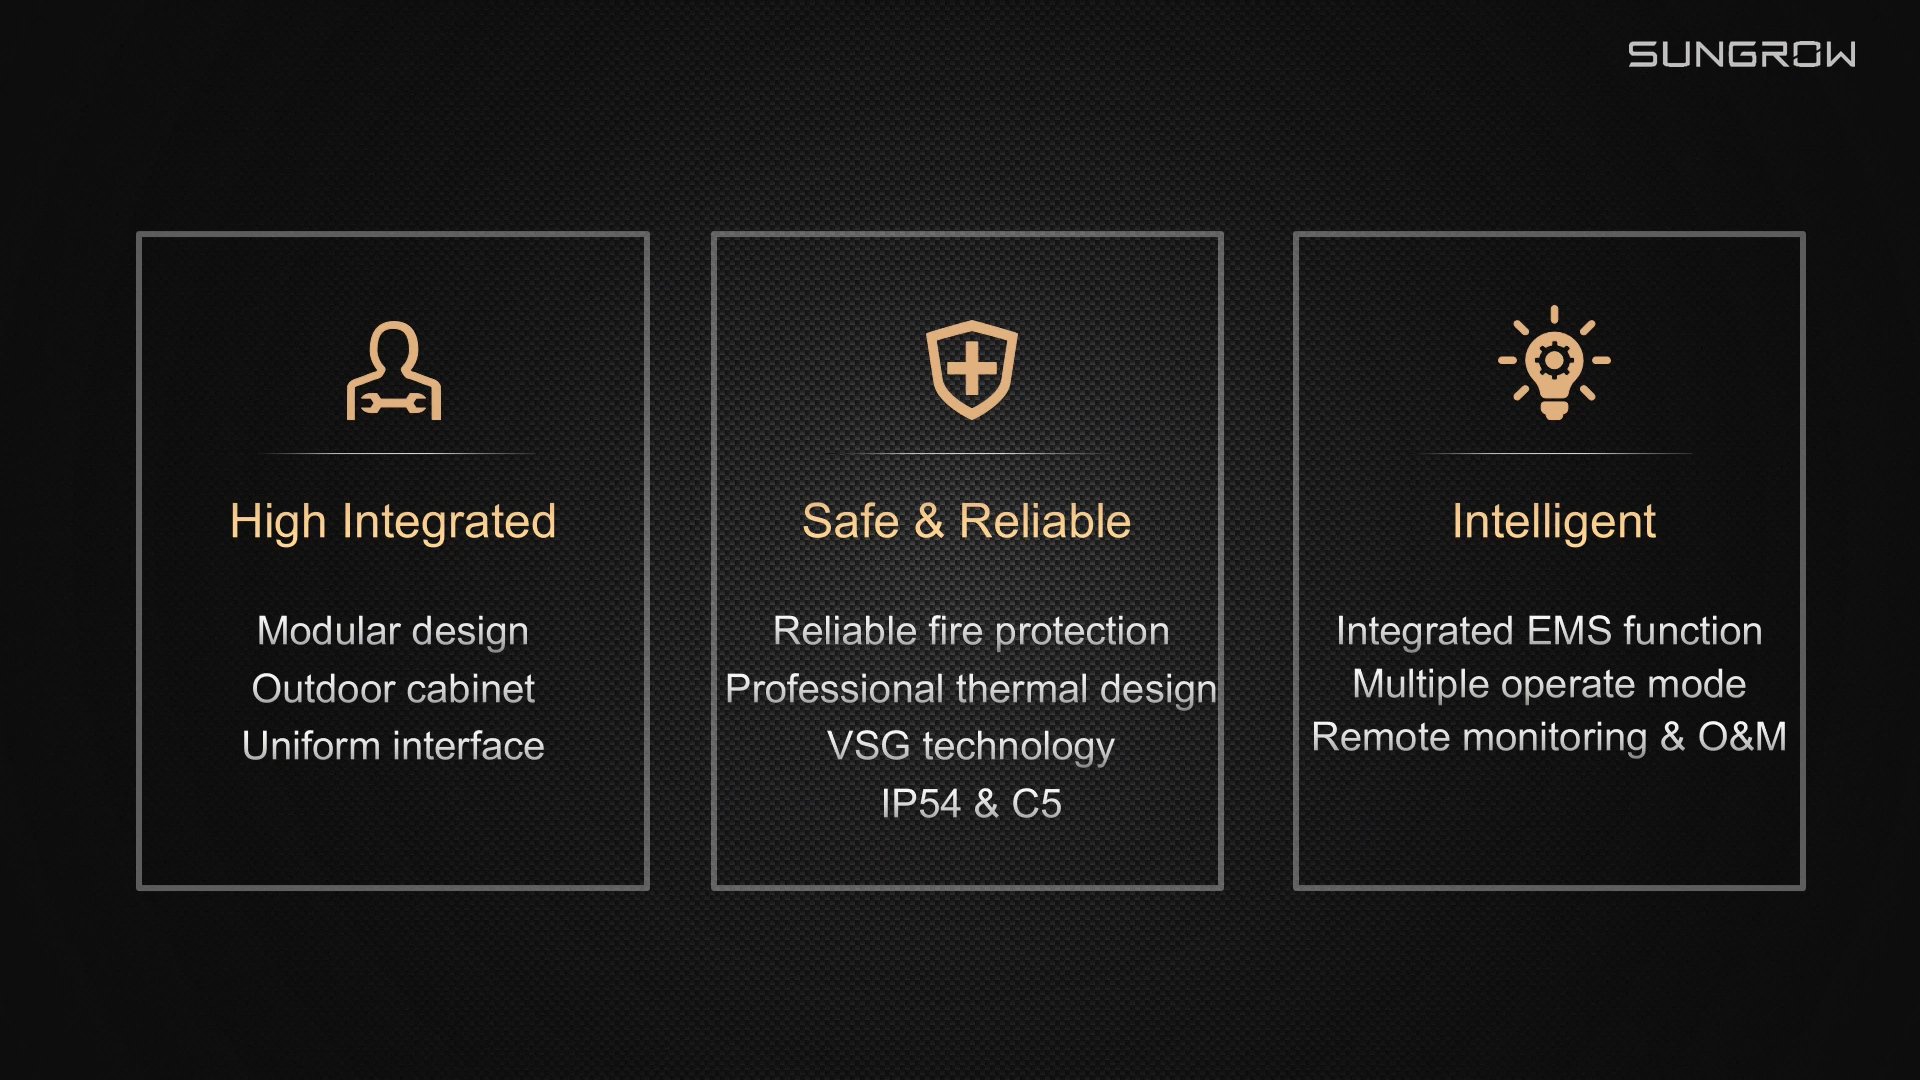 SUNGROW
High Integrated
Modular design
Outdoor cabinet
Uniform interface
Safe & Reliable
Reliable fire protection
Professional thermal design
VSG technology
IP54 & C5
Intelligent
Integrated EMS function
Multiple operate mode
Remote monitoring & O&M